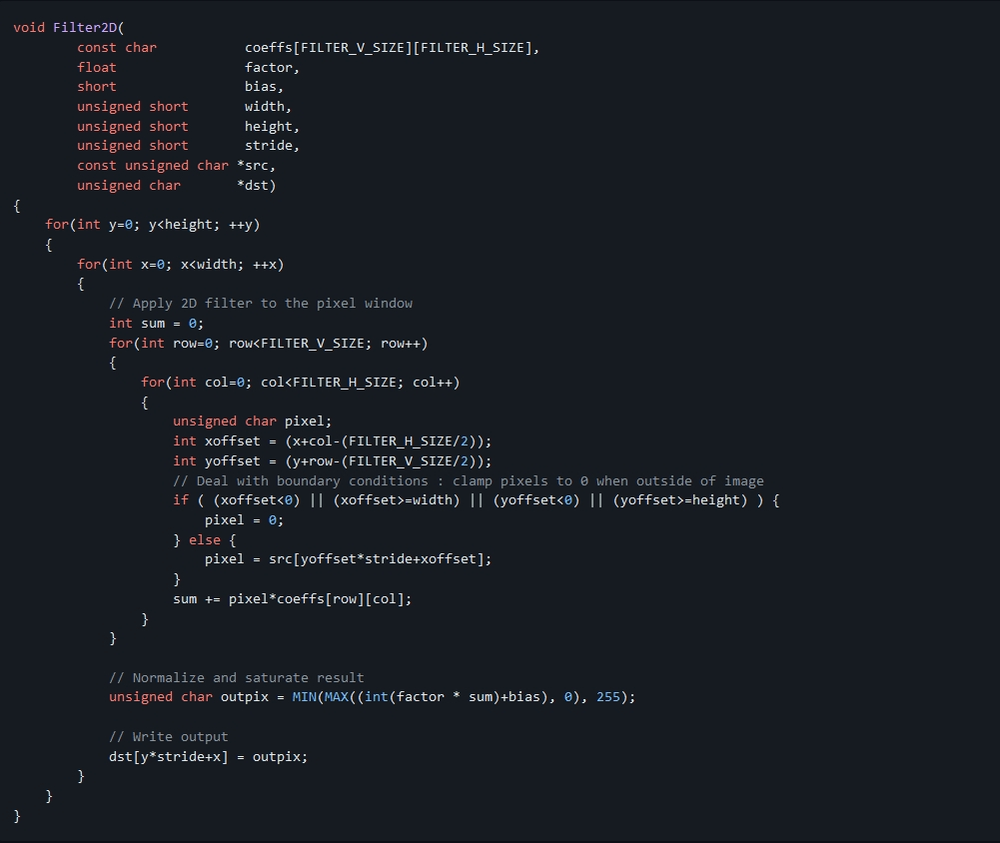 void Filter2D(
        const char           coeffs[FILTER_V_SIZE][FILTER_H_SIZE],
        float                factor,
        short                bias,
        unsigned short       width,
        unsigned short       height,
        unsigned short       stride,
        const unsigned char *src,
        unsigned char       *dst)
{
    for(int y=0; y<height; ++y)
    {
        for(int x=0; x<width; ++x)
        {
            // Apply 2D filter to the pixel window
            int sum = 0;
            for(int row=0; row<FILTER_V_SIZE; row++)
            {
                for(int col=0; col<FILTER_H_SIZE; col++)
                {
                    unsigned char pixel;
                    int xoffset = (x+col-(FILTER_H_SIZE/2));
                    int yoffset = (y+row-(FILTER_V_SIZE/2));
                    // Deal with boundary conditions : clamp pixels to 0 when outside of image
                    if ( (xoffset<0) || (xoffset>=width) || (yoffset<0) || (yoffset>=height) ) {
                        pixel = 0;
                    } else {
                        pixel = src[yoffset*stride+xoffset];
                    }
                    sum += pixel*coeffs[row][col];
                }
            }

            // Normalize and saturate result
            unsigned char outpix = MIN(MAX((int(factor * sum)+bias), 0), 255);

            // Write output
            dst[y*stride+x] = outpix;
        }
    }
}